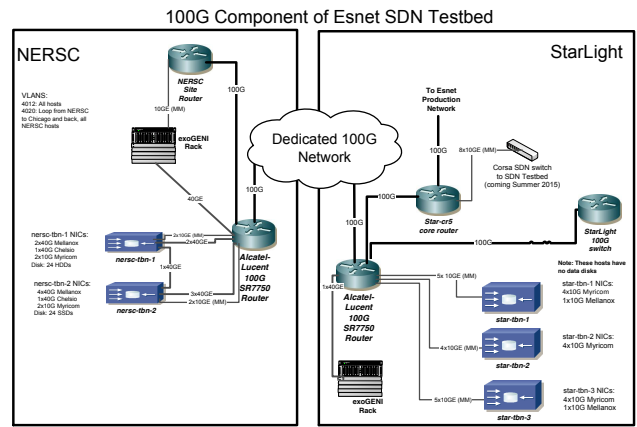 100G Component of Esnet SDN Testbed
NERSC
VLANS:
4012: All hosts
4020: Loop from NERSC
to Chicago and back, all
NERSC hosts
NERSC
Site
Router
100G
10GE (MM)
exoGENI
Rack
40GE
100G
Dedicated 100G
Network
nersc-tbn-1 NICs:
2x40G Mellanox
1x40G Chelsio
2x10G Myricom
Disk: 24 HDDs
nersc-tbn-1
2x10GE (MM)
2x40GE
1x40GE
nersc-tbn-2 NICs:
4x40G Mellanox
1x40G Chelsio
2x10G Myricom
Disk: 24 SSDs
nersc-tbn-2
3x40GE
2x10GE (MM)
Alcatel-
Lucent
100G
SR7750
Router
StarLight
To Esnet
Production
Network
100G
8x10GE(MM)
Corsa SDN switch
to SDN Testbed
(coming Summer 2015)
100G
Star-cr5
core router
100G
100G
StarLight
100G
switch
Note: These hosts have
no data disks
Alcatel-
Lucent
100G
SR7750
Router
1x40GE
exoGENI
Rack
5x 10GE (MM)
star-tbn-1
star-tbn-1 NICs:
4x10G Myricom
1x10G Mellanox
4x10GE (MM)
star-tbn-2
star-tbn-2 NICs:
4x10G Myricom
5x10GE (MM)
star-tbn-3
star-tbn-3 NICs:
4x10G Myricom
1x10G Mellanox